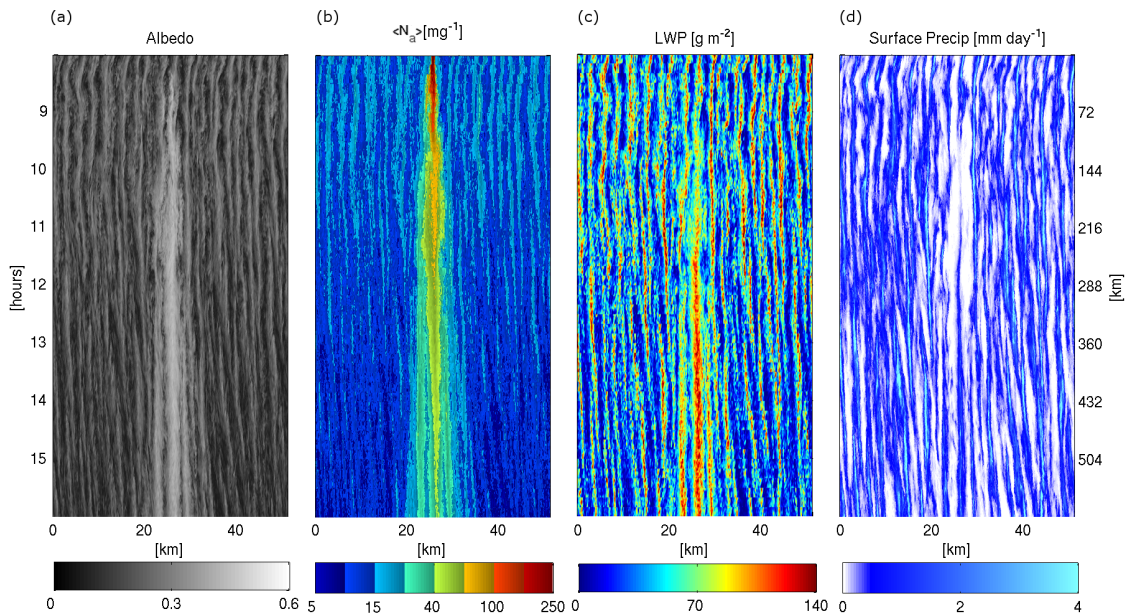 (a) (b) (c) (d)
Albedo <N_a>[mg⁻¹] LWP [g m⁻²] Surface Precip [mm day⁻¹]
9 72
10 144
11 216
12 288
[hours] [km]
13 360
14 432
15 504
0 20 40 0 20 40 0 20 40 0 20 40
[km] [km] [km] [km]
0 0.3 0.6 5 15 40 100 250 0 70 140 0 2 4